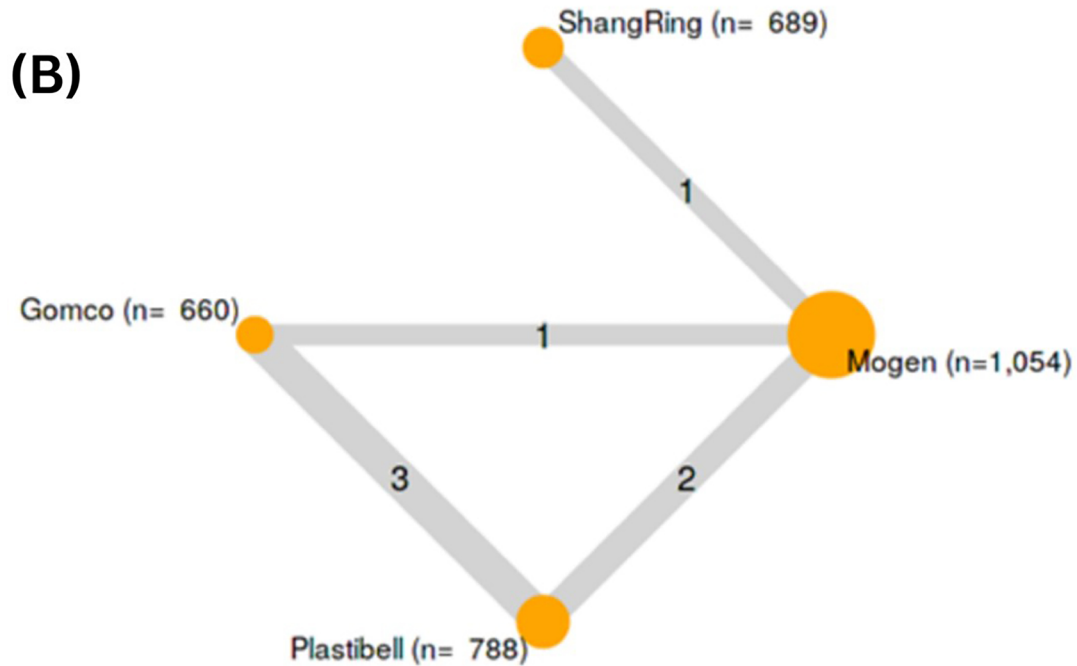 ShangRing (n= 689)
(B)
1
Gomco (n= 660)
1
Mogen (n=1,054)
3
2
Plastibell (n= 788)